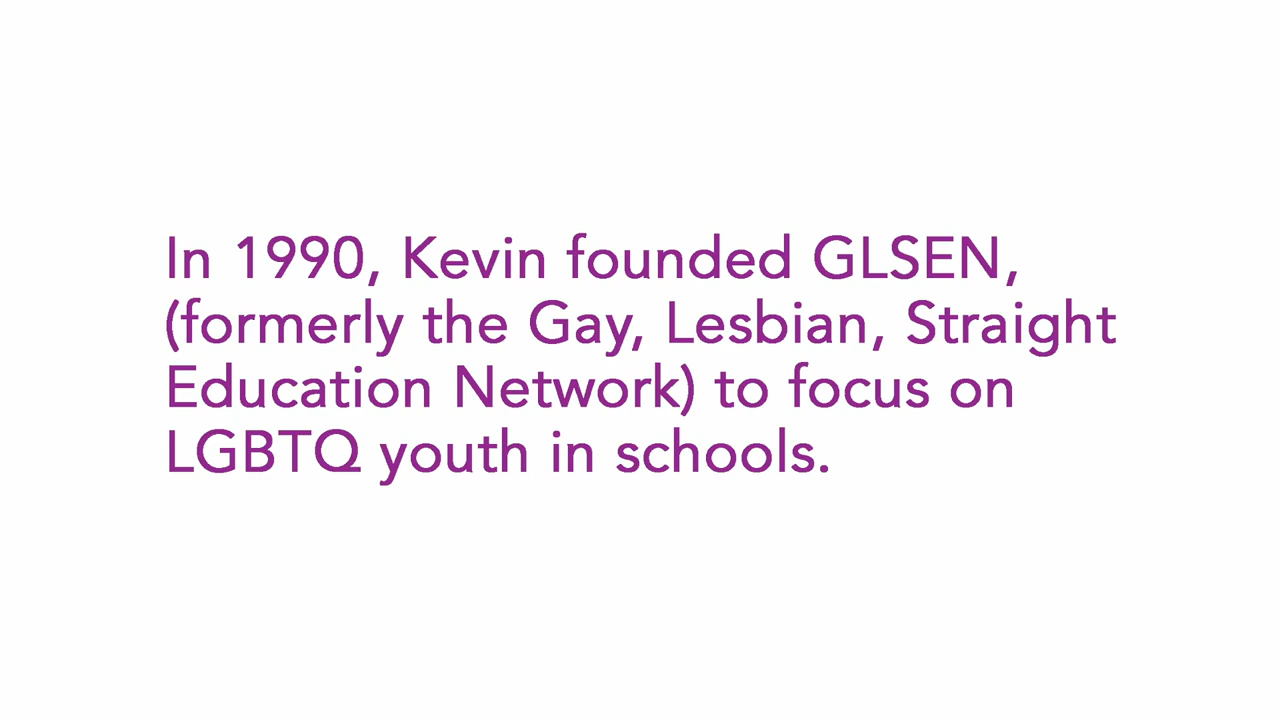 In 1990, Kevin founded GLSEN,
(formerly the Gay, Lesbian, Straight
Education Network) to focus on
LGBTQ youth in schools.